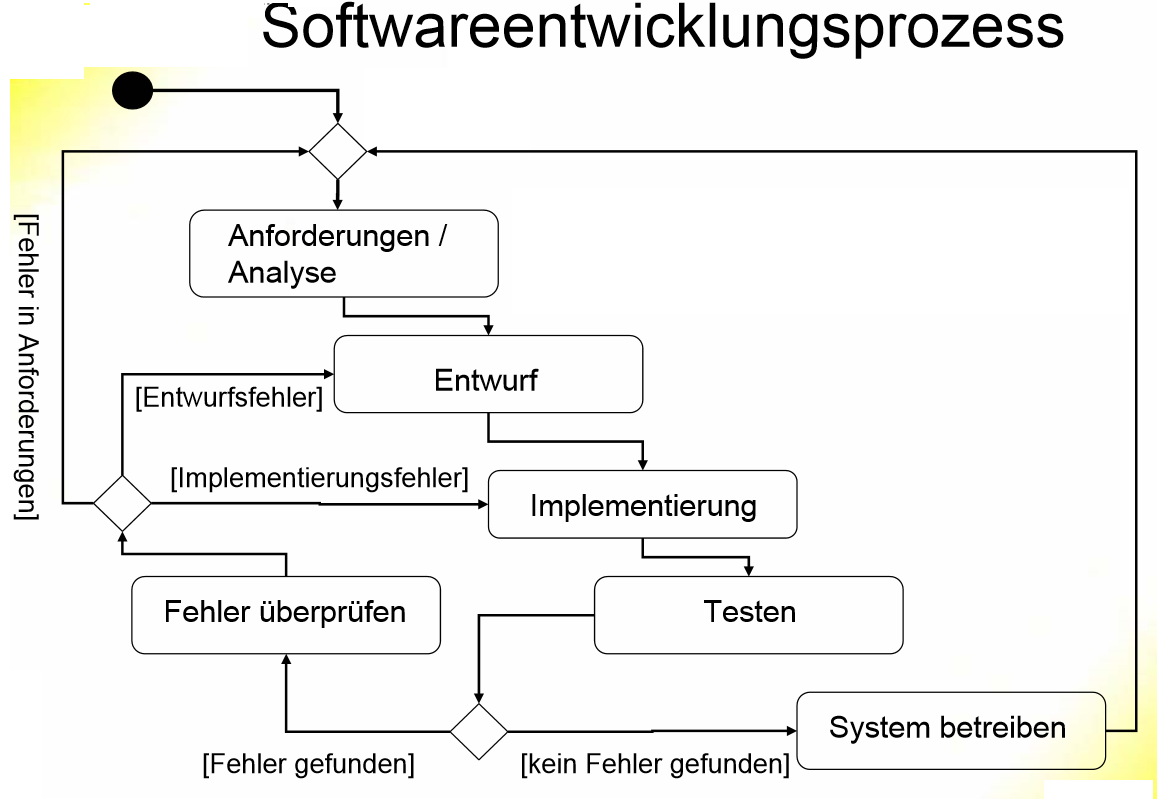 Softwareentwicklungsprozess
[Fehler in Anforderungen]
Anforderungen /
Analyse
Entwurf
[Entwurfsfehler]
[Implementierungsfehler]
Implementierung
Fehler überprüfen
Testen
System betreiben
[Fehler gefunden]
[kein Fehler gefunden]